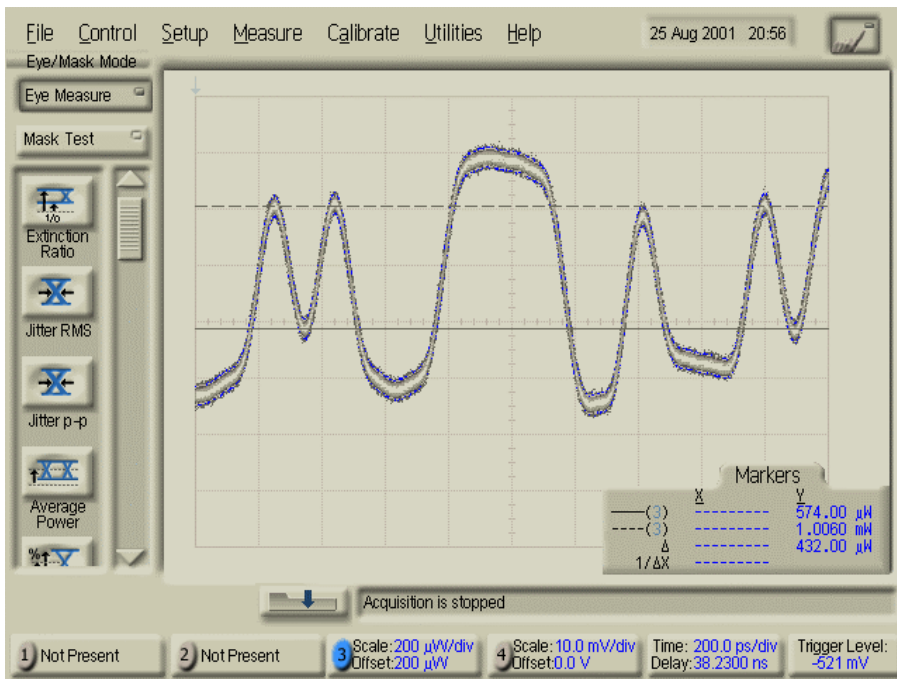 File Control Setup Measure Calibrate Utilities Help 25 Aug 2001 20:56
Eye/Mask Mode
Eye Measure
Mask Test
1/0
Extinction
Ratio
Jitter RMS
Jitter p-p
Average
Power
%
Markers
X Y
(3) --------- 574.00 µW
(3) --------- 1.0060 mW
Δ --------- 432.00 µW
1/ΔX ---------
Acquisition is stopped
1 Not Present
2 Not Present
3 Scale:200 µW/div
Offset:200 µW
4 Scale:10.0 mV/div
Offset:0.0 V
Time: 200.0 ps/div
Delay:38.2300 ns
Trigger Level:
-521 mV